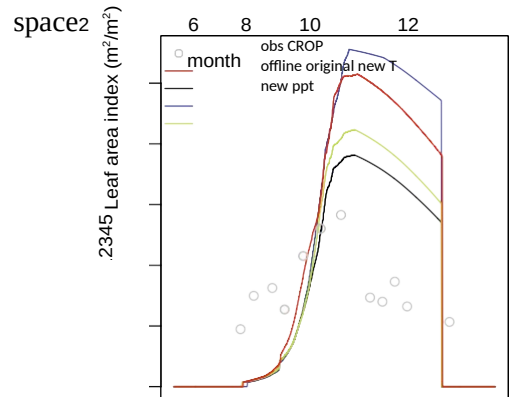 space2
6 8 10 12
month
obs CROP
offline original new T
new ppt
.2345 Leaf area index (m²/m²)